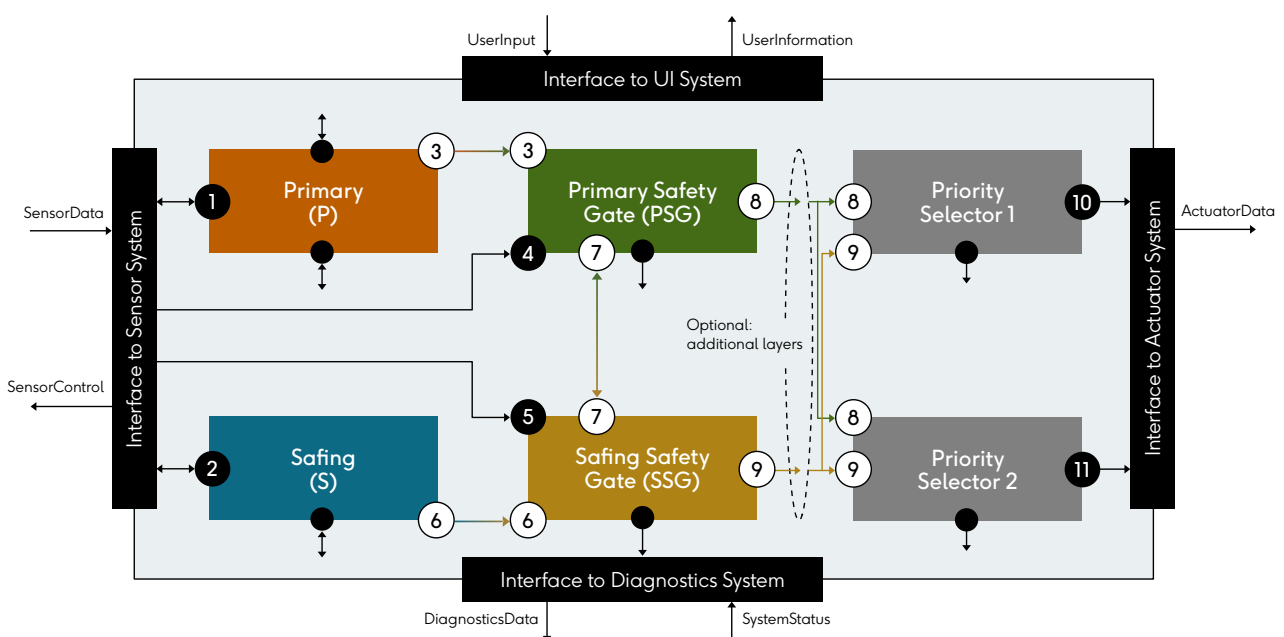 UserInput
UserInformation
Interface to UI System
3
3
Primary
(P)
Primary Safety
Gate (PSG)
Priority
Selector 1
1
8
8
10
SensorData
ActuatorData
4
7
9
Interface to Sensor System
Interface to Actuator System
Optional:
additional layers
SensorControl
5
7
8
Safing
(S)
Safing Safety
Gate (SSG)
Priority
Selector 2
2
9
9
11
6
6
Interface to Diagnostics System
DiagnosticsData
SystemStatus